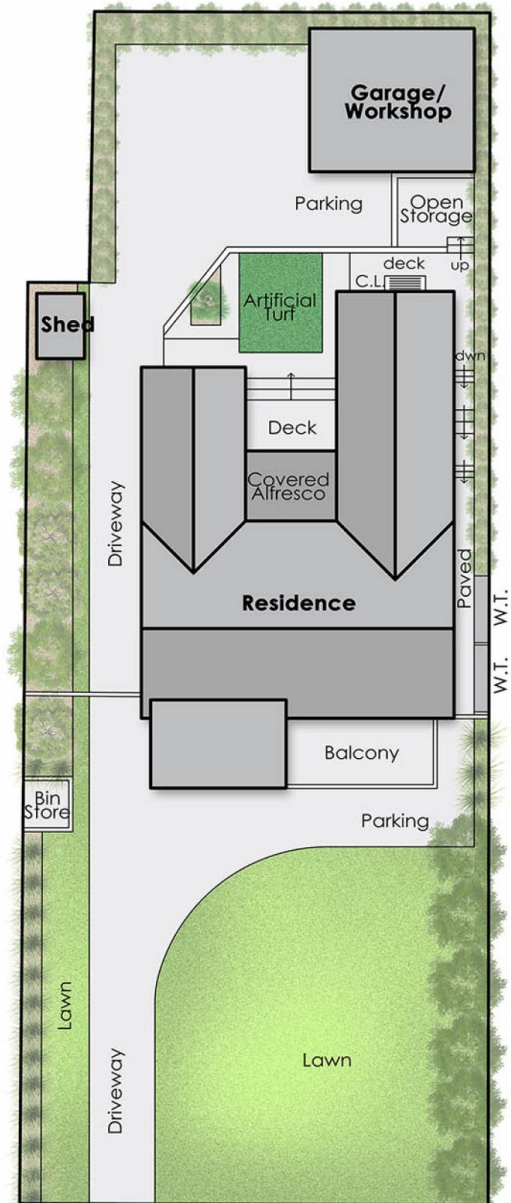 Garage/
Workshop
Parking
Open
Storage
up
deck
C.L.
Artificial
Turf
Shed
dwn
Deck
Covered
Alfresco
Driveway
Paved
Residence
W.T.
W.T.
Balcony
Bin
Store
Parking
Lawn
Lawn
Driveway